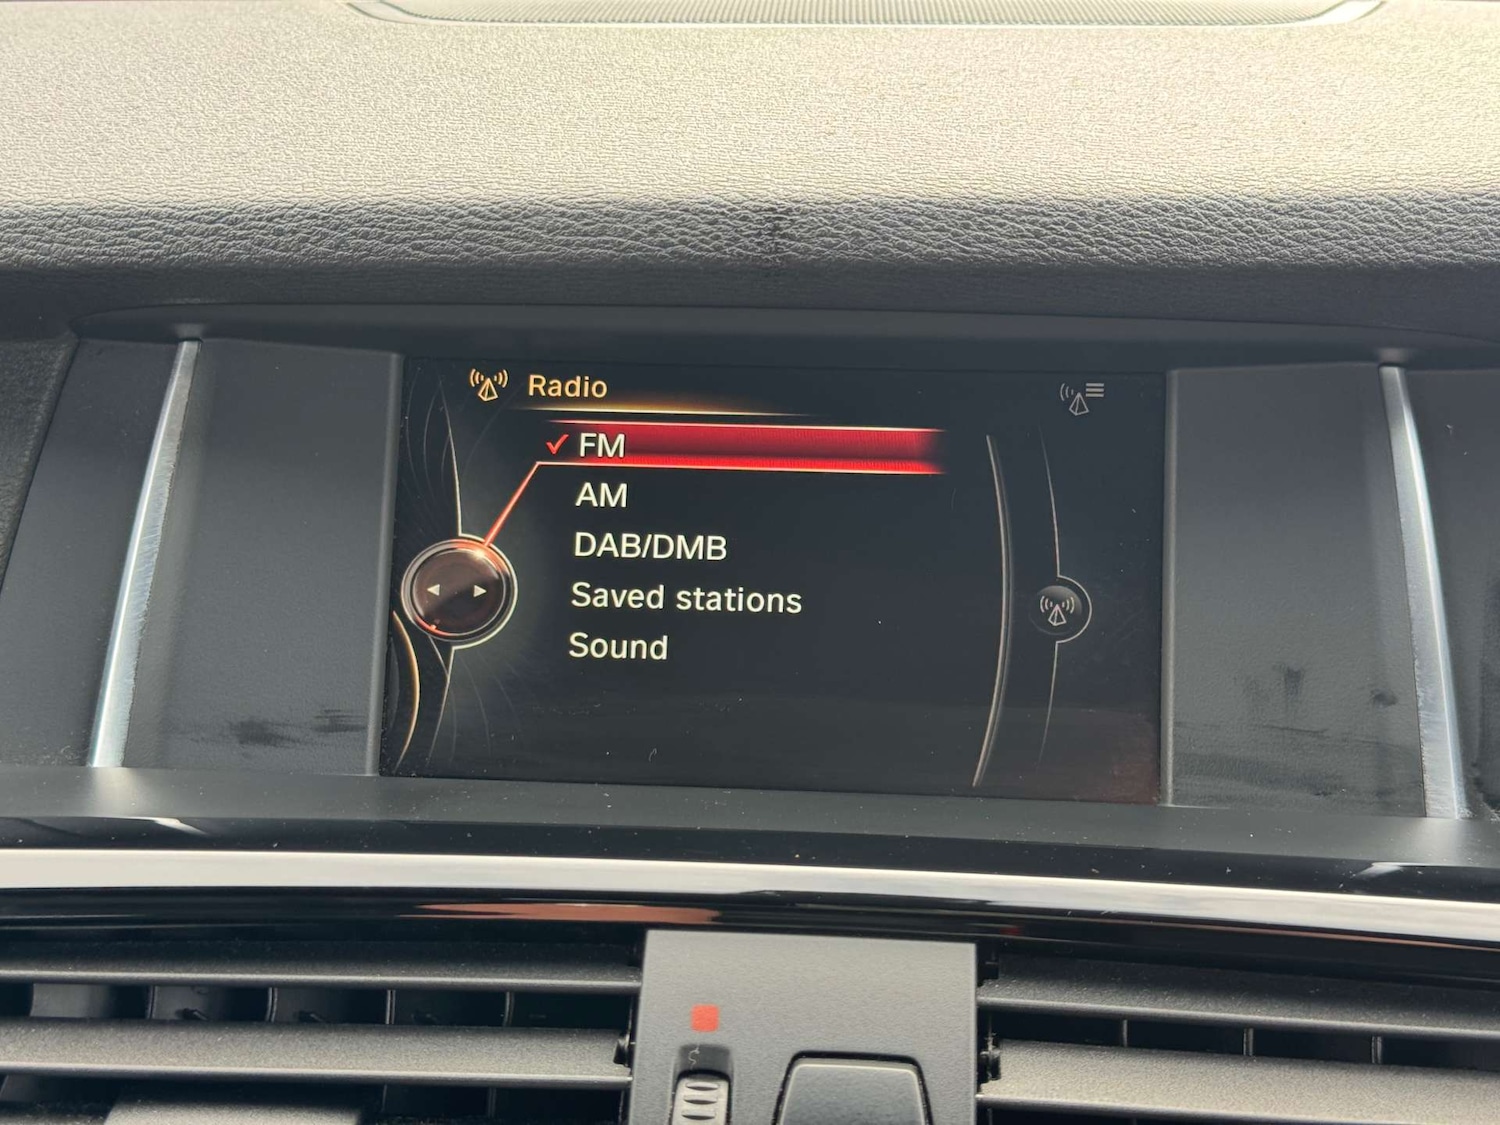 Radio
FM
AM
DAB/DMB
Saved stations
Sound